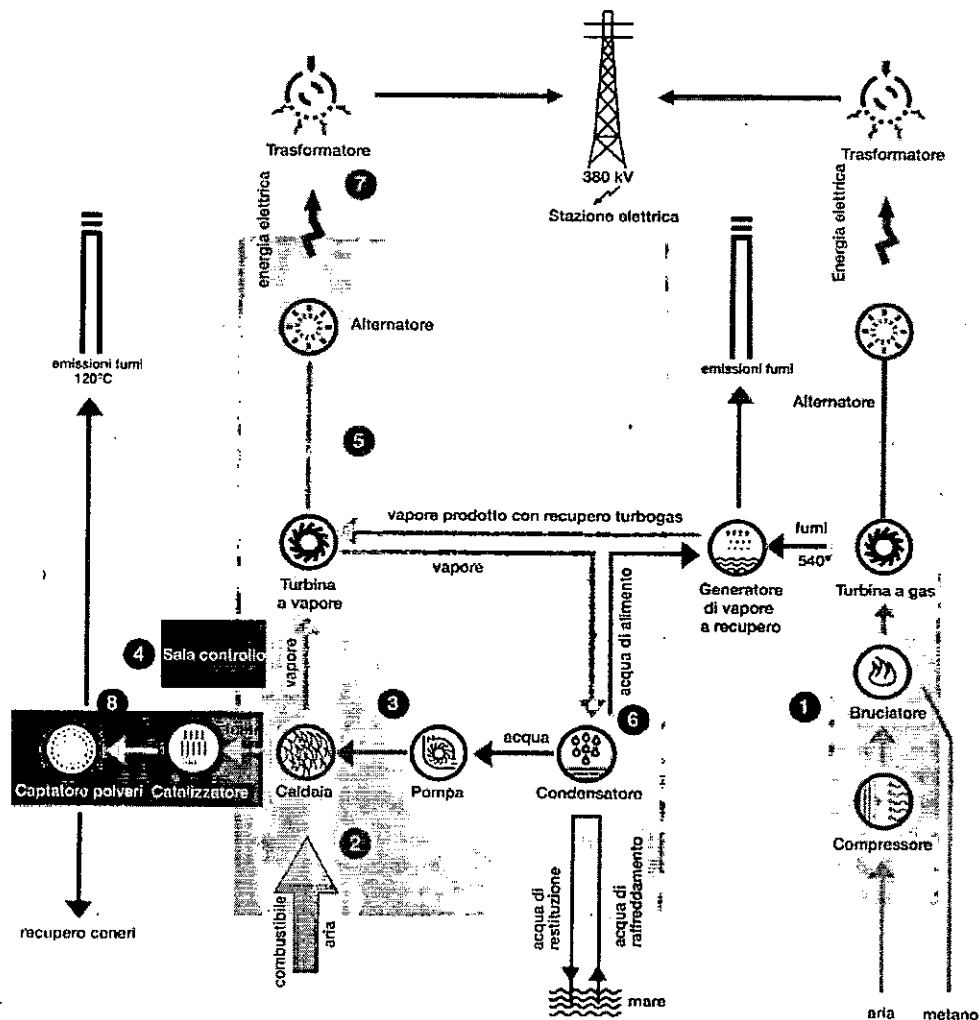 Trasformatore
7
energia elettrica
380 kV
Stazione elettrica
Trasformatore
Energia elettrica
Alternatore
emissioni fumi
120°C
emissioni fumi
Alternatore
5
vapore prodotto con recupero turbogas
vapore
fumi
540°
Turbina
a vapore
Generatore
di vapore
a recupero
Turbina a gas
acqua di alimento
4
Sala controllo
vapore
8
3
acqua
6
1
Bruciatore
Captatore polveri
Catalizzatore
Caldaia
Pompa
Condensatore
2
Compressore
combustibile
aria
acqua di
restituzione
acqua di
raffreddamento
recupero ceneri
mare
aria
metano